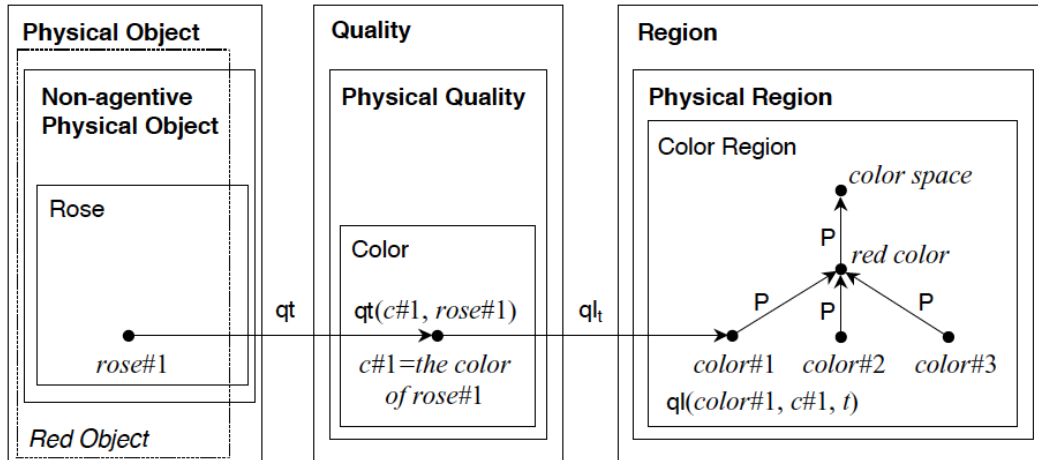 Physical Object
Non-agentive
Physical Object
Rose
rose#1
Red Object
qt
Quality
Physical Quality
Color
qt(c#1, rose#1)
c#1=the color
of rose#1
qlt
Region
Physical Region
Color Region
color space
P
red color
P
P
P
color#1
color#2
color#3
ql(color#1, c#1, t)